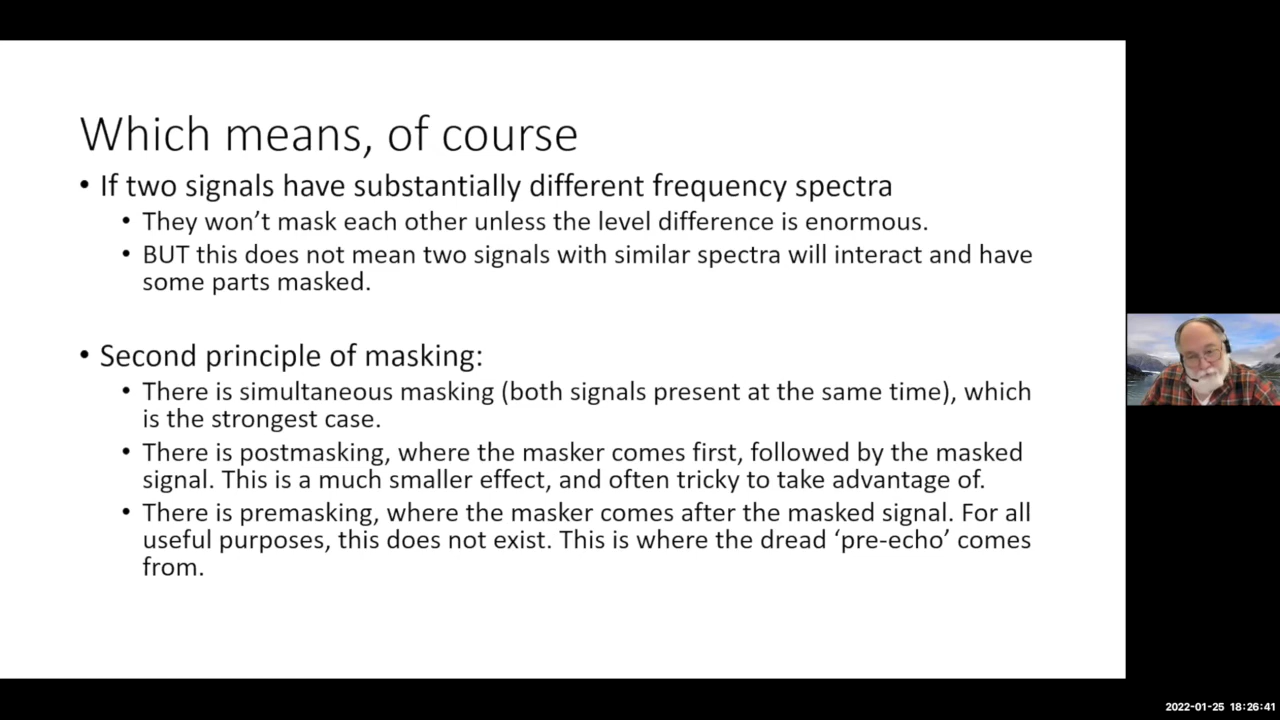 Which means, of course
• If two signals have substantially different frequency spectra
• They won’t mask each other unless the level difference is enormous.
• BUT this does not mean two signals with similar spectra will interact and have
some parts masked.
• Second principle of masking:
• There is simultaneous masking (both signals present at the same time), which
is the strongest case.
• There is postmasking, where the masker comes first, followed by the masked
signal. This is a much smaller effect, and often tricky to take advantage of.
• There is premasking, where the masker comes after the masked signal. For all
useful purposes, this does not exist. This is where the dread ‘pre-echo’ comes
from.
2022-01-25 18:26:41